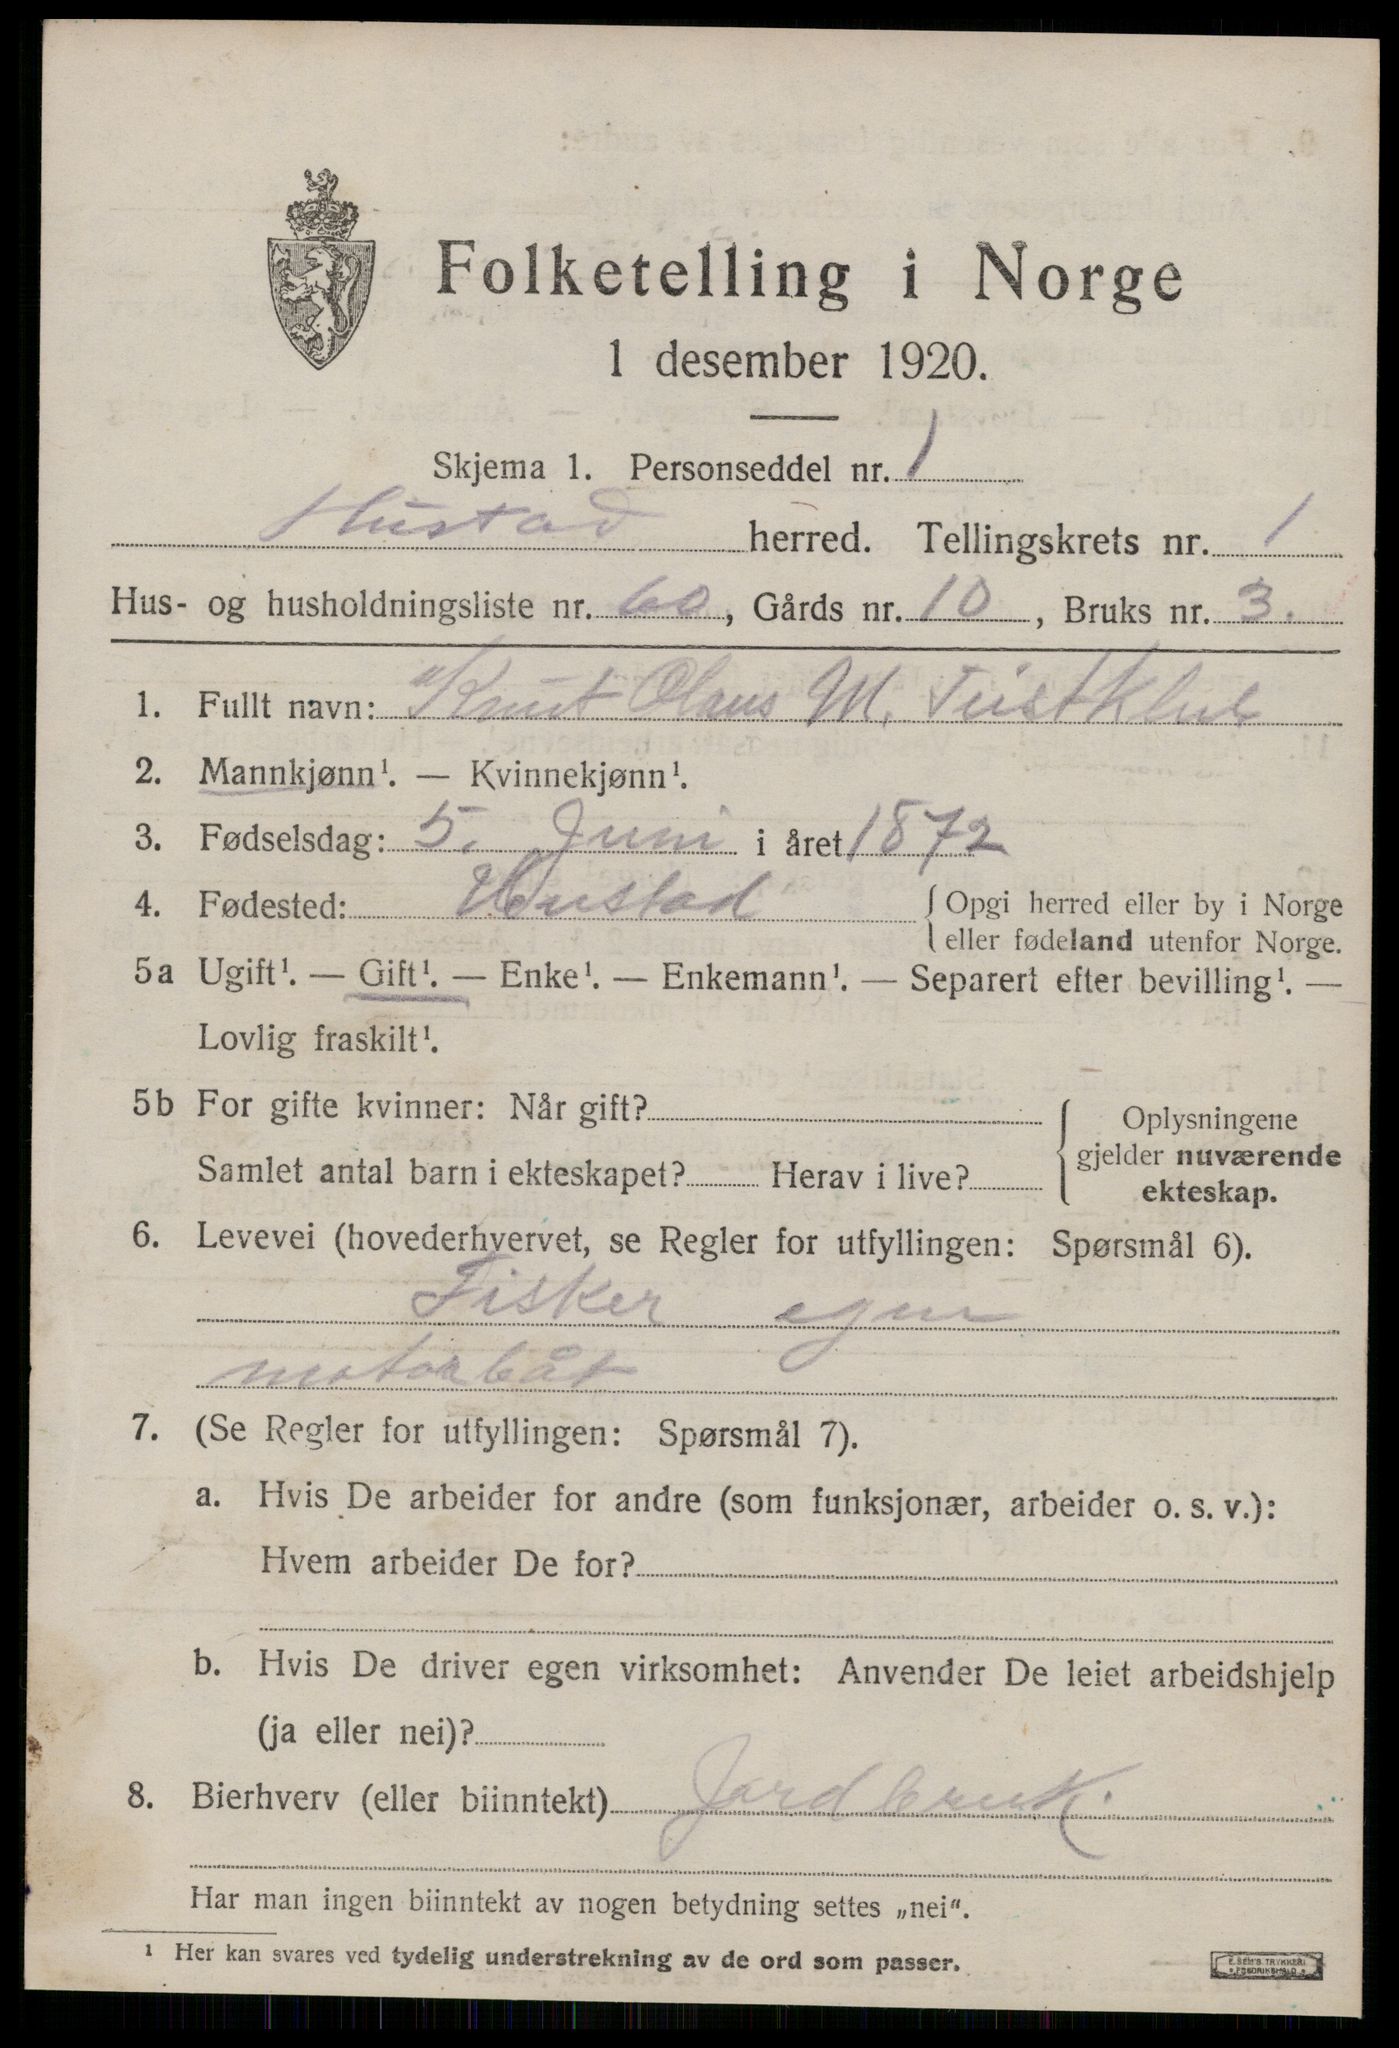 Folketelling i Norge
1 desember 1920.
Skjema 1. Personseddel nr. 1
Hustad herred. Tellingskrets nr. 1
Hus- og husholdningsliste nr. 60, Gårds nr. 10, Bruks nr. 3.
1. Fullt navn: Knut Olaus M. Tustklub
2. Mannkjønn¹. — Kvinnekjønn¹.
3. Fødselsdag: 5. Juni i året 1872
4. Fødested: Hustad { Opgi herred eller by i Norge
eller fødeland utenfor Norge.
5a Ugift¹. — Gift¹. — Enke¹. — Enkemann¹. — Separert efter bevilling¹. —
Lovlig fraskilt¹.
5b For gifte kvinner: Når gift?
Samlet antal barn i ekteskapet? Herav i live?
Oplysningene
gjelder nuværende
ekteskap.
6. Levevei (hovederhvervet, se Regler for utfyllingen: Spørsmål 6).
Fisker egen
motorbåt
7. (Se Regler for utfyllingen: Spørsmål 7).
a. Hvis De arbeider for andre (som funksjonær, arbeider o. s. v.):
Hvem arbeider De for?
b. Hvis De driver egen virksomhet: Anvender De leiet arbeidshjelp
(ja eller nei)?
8. Bierhverv (eller biinntekt) Jordbruk.
Har man ingen biinntekt av nogen betydning settes „nei".
¹ Her kan svares ved tydelig understrekning av de ord som passer.
E. SEM'S TRYKKERI
FREDRIKSHALD